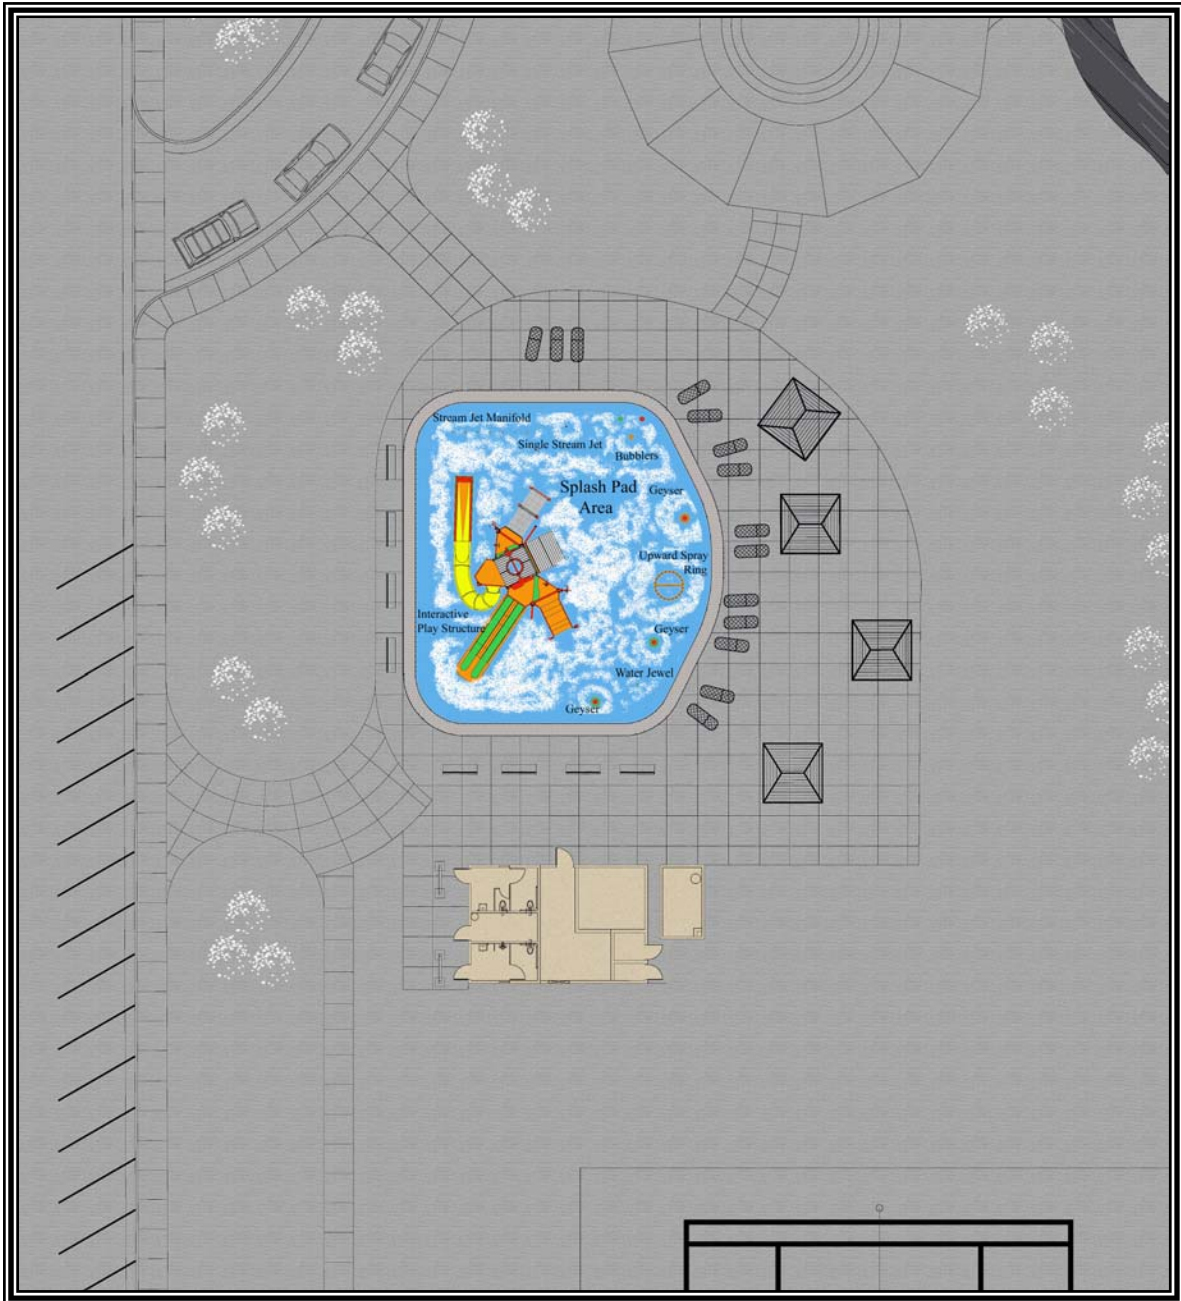 Stream Jet Manifold
Single Stream Jet
Bubblers
Splash Pad
Area
Geyser
Upward Spray
Ring
Interactive
Play Structure
Geyser
Water Jewel
Geyser